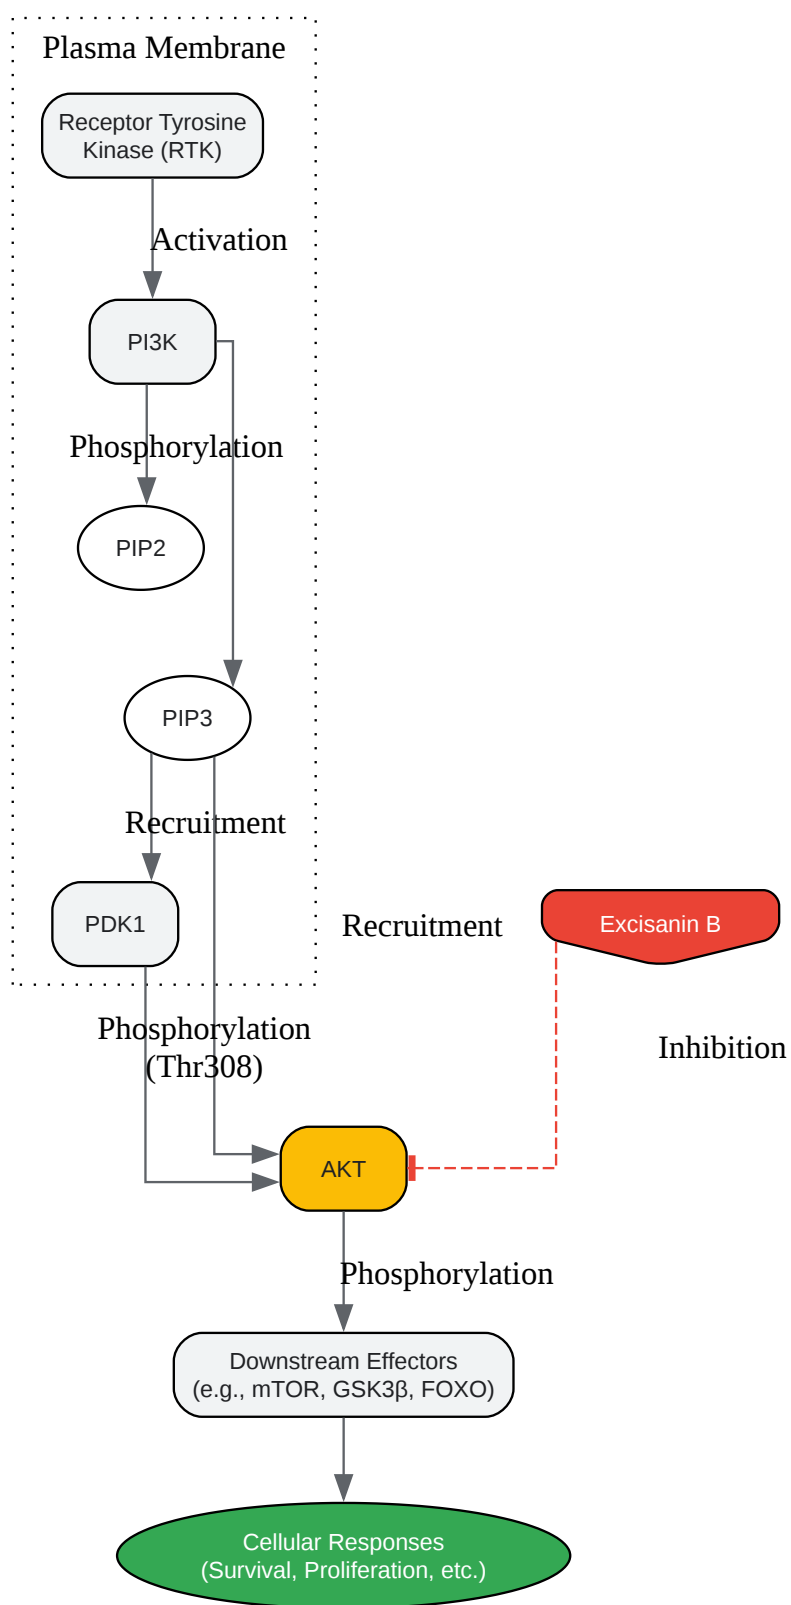 Plasma Membrane
Receptor Tyrosine
Kinase (RTK)
Activation
PI3K
Phosphorylation
PIP2
PIP3
Recruitment
PDK1
Recruitment
Excisanin B
Phosphorylation
(Thr308)
Inhibition
AKT
Phosphorylation
Downstream Effectors
(e.g., mTOR, GSK3β, FOXO)
Cellular Responses
(Survival, Proliferation, etc.)